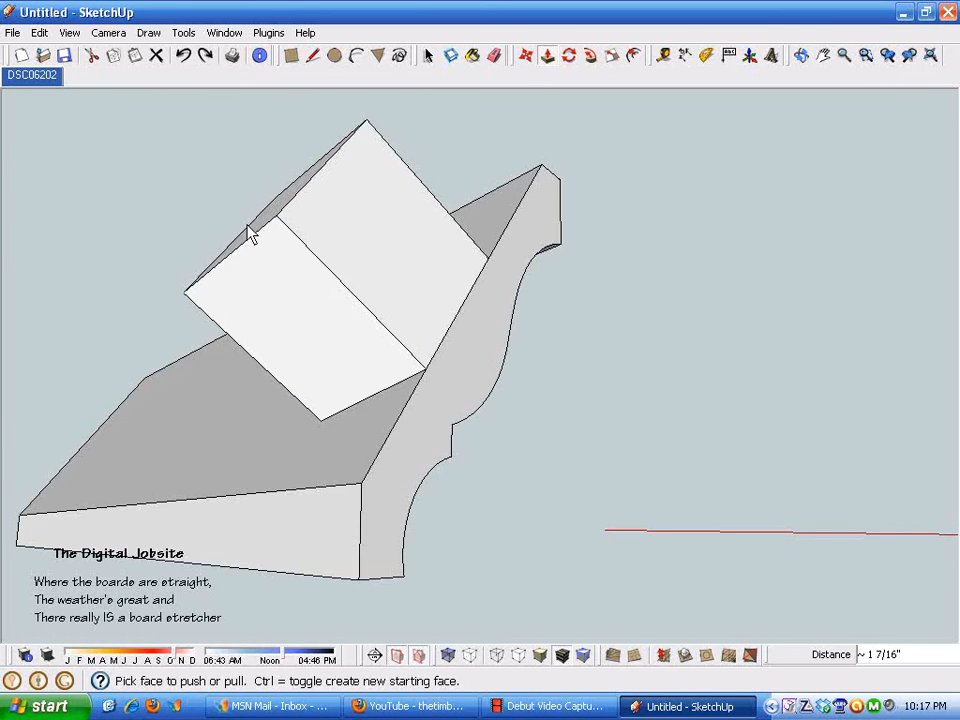 Untitled - SketchUp
File Edit View Camera Draw Tools Window Plugins Help
DSC06202
The Digital Jobsite
Where the boards are straight,
The weather's great and
There really IS a board stretcher
J F M A M J J A S O N D 06:43 AM Noon 04:46 PM Distance ~ 1 7/16"
Pick face to push or pull. Ctrl = toggle create new starting face.
start MSN Mail - Inbox - ... YouTube - thetimb... Debut Video Captu... Untitled - SketchUp 10:17 PM